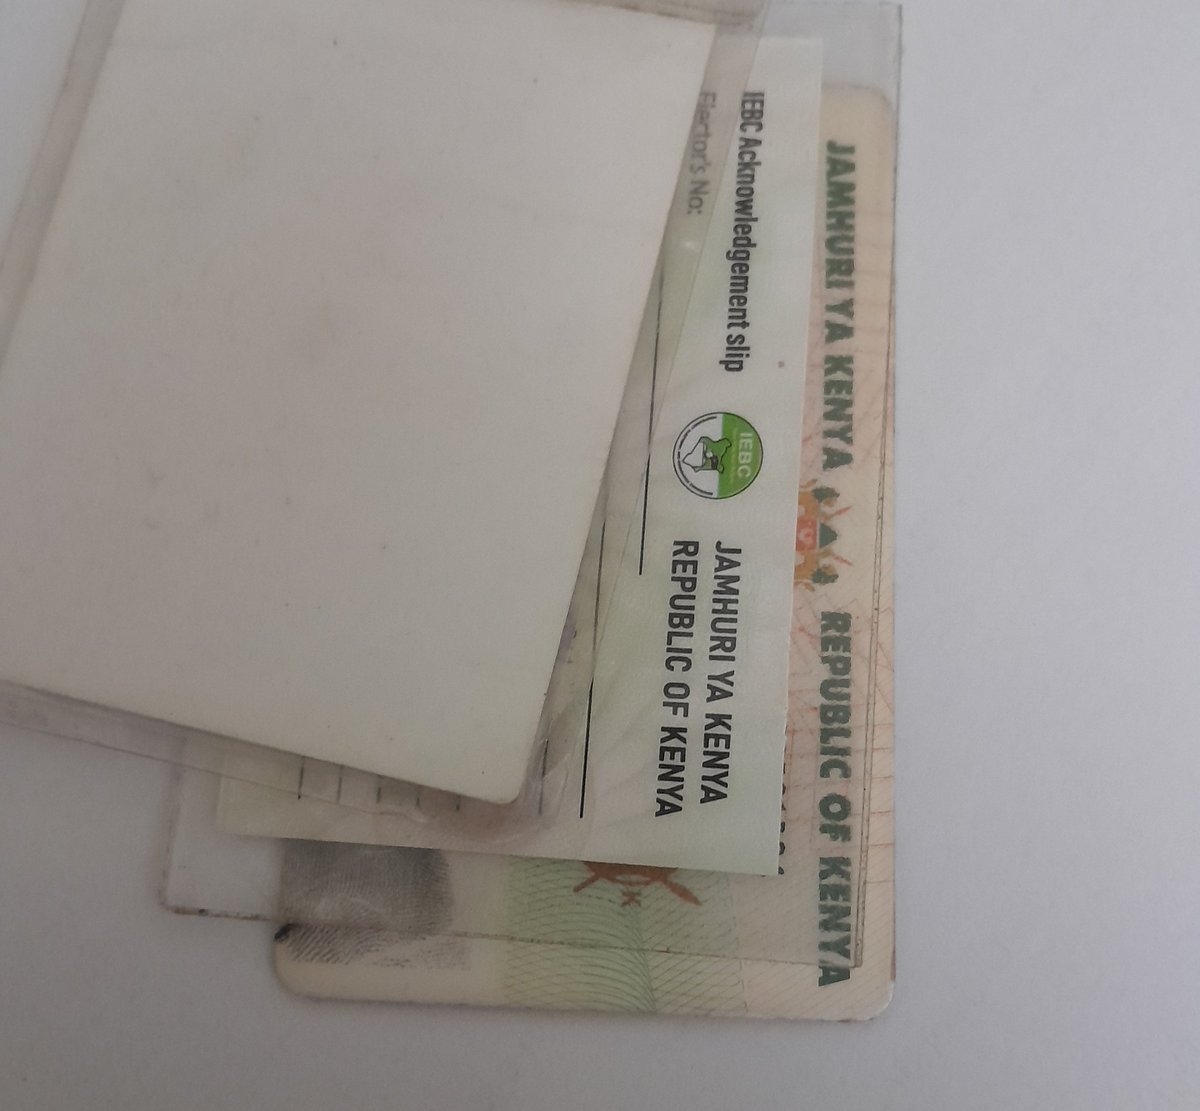 JAMHURI YA KENYA REPUBLIC OF KENYA
IEBC Acknowledgement slip
IEBC
JAMHURI YA KENYA
REPUBLIC OF KENYA
Elector's No: